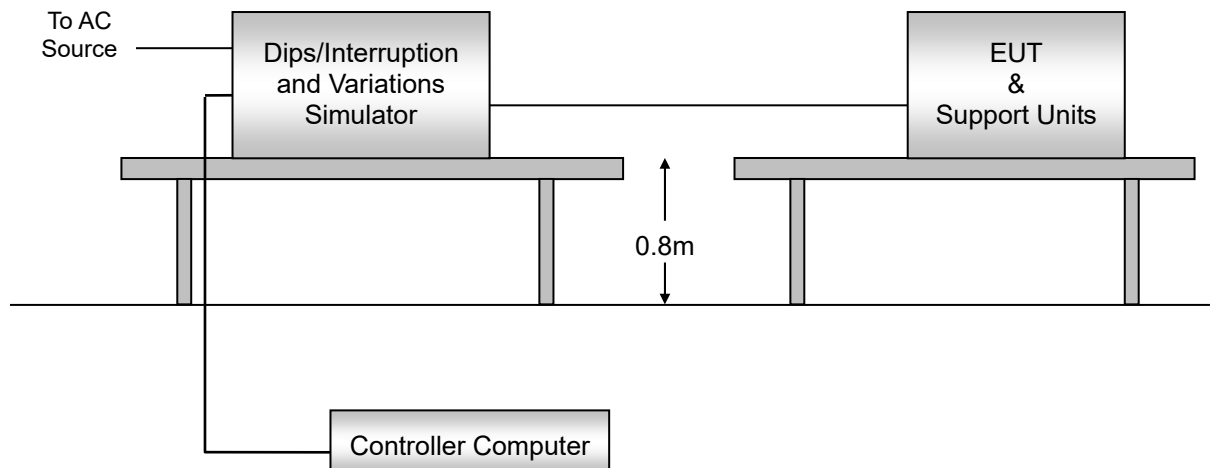 To AC
Source
Dips/Interruption
and Variations
Simulator
EUT
&
Support Units
0.8m
Controller Computer